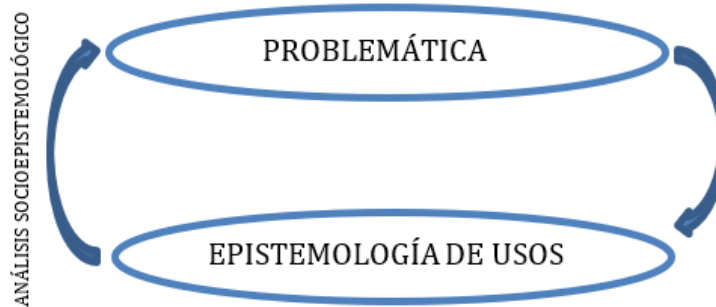 ANÁLISIS SOCIOEPISTEMOLÓGICO
PROBLEMÁTICA
EPISTEMOLOGÍA DE USOS